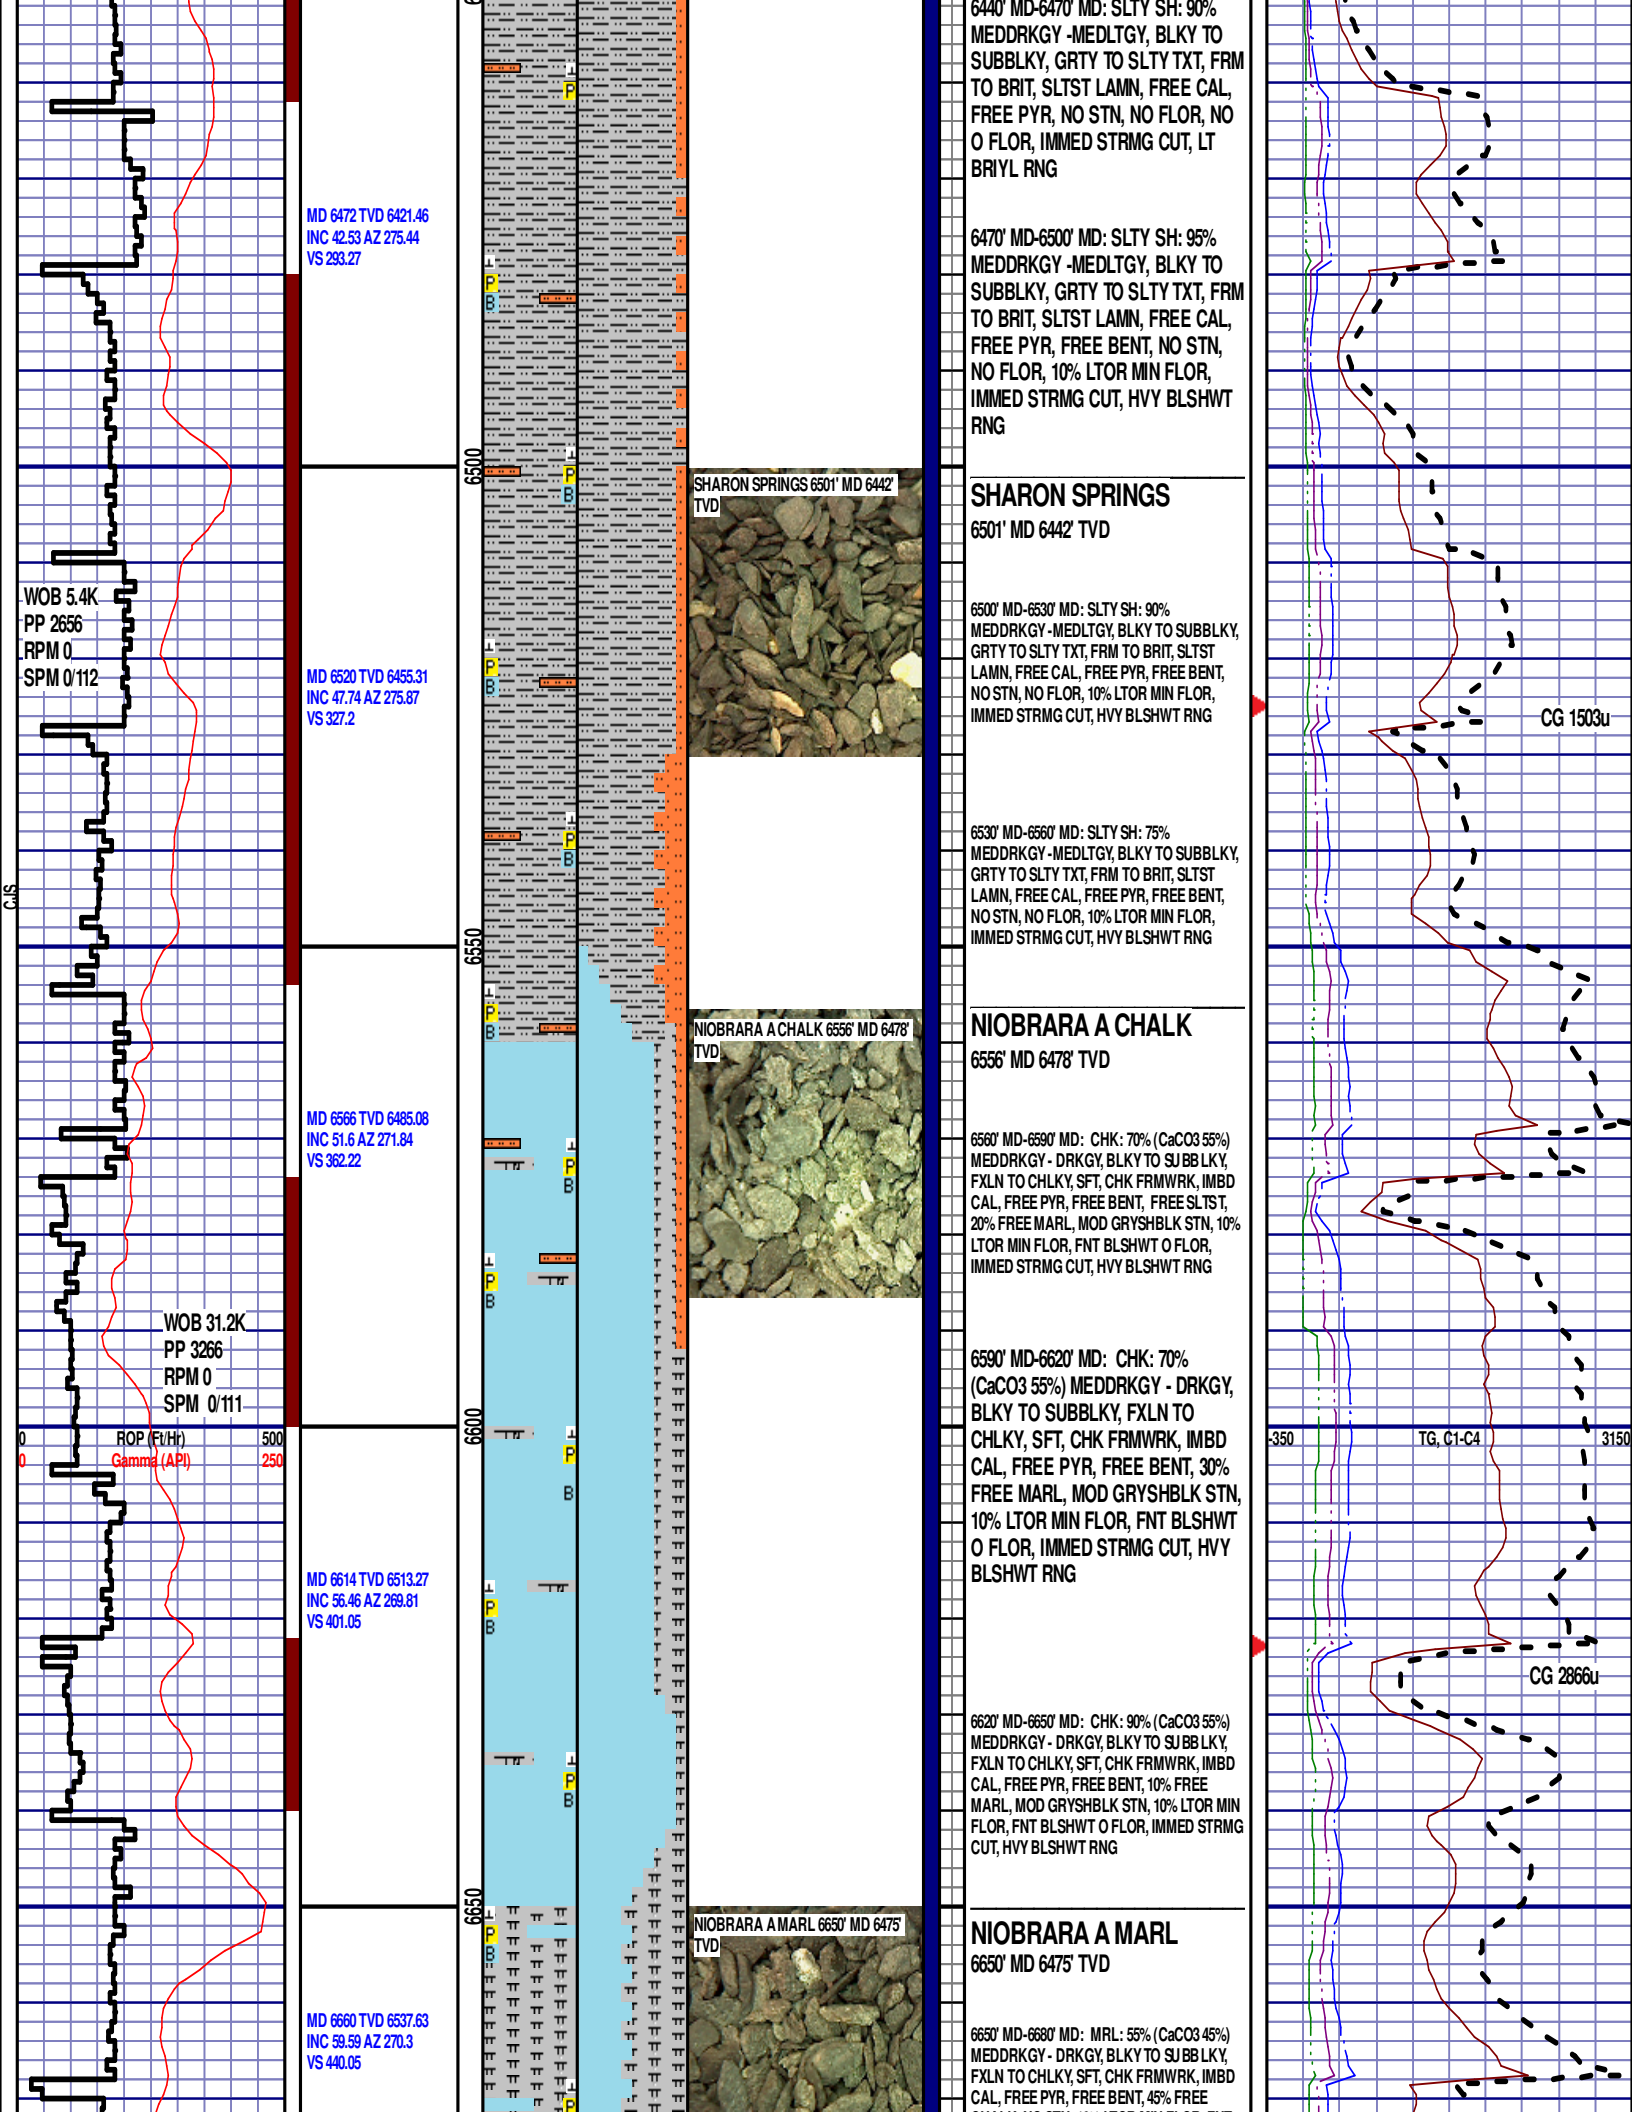 C.JS
WOB 5.4K
PP 2656
RPM 0
SPM 0/112
WOB 31.2K
PP 3266
RPM 0
SPM 0/111
0 ROP (Ft/Hr) 500
0 Gamma (API) 250
MD 6472 TVD 6421.46
INC 42.53 AZ 275.44
VS 293.27
MD 6520 TVD 6455.31
INC 47.74 AZ 275.87
VS 327.2
MD 6566 TVD 6485.08
INC 51.6 AZ 271.84
VS 362.22
MD 6614 TVD 6513.27
INC 56.46 AZ 269.81
VS 401.05
MD 6660 TVD 6537.63
INC 59.59 AZ 270.3
VS 440.05
6500
6550
6600
6650
P
P
B
P
B
P
B
P
B
P
B
P
B
P
B
P
B
P
B
P
B
P
B
P
SHARON SPRINGS 6501' MD 6442'
TVD
NIOBRARA A CHALK 6556' MD 6478'
TVD
NIOBRARA A MARL 6650' MD 6475'
TVD
6440' MD-6470' MD: SLTY SH: 90%
MEDDRKGY -MEDLTGY, BLKY TO
SUBBLKY, GRTY TO SLTY TXT, FRM
TO BRIT, SLTST LAMN, FREE CAL,
FREE PYR, NO STN, NO FLOR, NO
O FLOR, IMMED STRMG CUT, LT
BRIYL RNG
6470' MD-6500' MD: SLTY SH: 95%
MEDDRKGY -MEDLTGY, BLKY TO
SUBBLKY, GRTY TO SLTY TXT, FRM
TO BRIT, SLTST LAMN, FREE CAL,
FREE PYR, FREE BENT, NO STN,
NO FLOR, 10% LTOR MIN FLOR,
IMMED STRMG CUT, HVY BLSHWT
RNG
SHARON SPRINGS
6501' MD 6442' TVD
6500' MD-6530' MD: SLTY SH: 90%
MEDDRKGY -MEDLTGY, BLKY TO SUBBLKY,
GRTY TO SLTY TXT, FRM TO BRIT, SLTST
LAMN, FREE CAL, FREE PYR, FREE BENT,
NO STN, NO FLOR, 10% LTOR MIN FLOR,
IMMED STRMG CUT, HVY BLSHWT RNG
6530' MD-6560' MD: SLTY SH: 75%
MEDDRKGY -MEDLTGY, BLKY TO SUBBLKY,
GRTY TO SLTY TXT, FRM TO BRIT, SLTST
LAMN, FREE CAL, FREE PYR, FREE BENT,
NO STN, NO FLOR, 10% LTOR MIN FLOR,
IMMED STRMG CUT, HVY BLSHWT RNG
NIOBRARA A CHALK
6556' MD 6478' TVD
6560' MD-6590' MD: CHK: 70% (CaCO3 55%)
MEDDRKGY - DRKGY, BLKY TO SUBBLKY,
FXLN TO CHLKY, SFT, CHK FRMWRK, IMBD
CAL, FREE PYR, FREE BENT, FREE SLTST,
20% FREE MARL, MOD GRYSHBLK STN, 10%
LTOR MIN FLOR, FNT BLSHWT O FLOR,
IMMED STRMG CUT, HVY BLSHWT RNG
6590' MD-6620' MD: CHK: 70%
(CaCO3 55%) MEDDRKGY - DRKGY,
BLKY TO SUBBLKY, FXLN TO
CHLKY, SFT, CHK FRMWRK, IMBD
CAL, FREE PYR, FREE BENT, 30%
FREE MARL, MOD GRYSHBLK STN,
10% LTOR MIN FLOR, FNT BLSHWT
O FLOR, IMMED STRMG CUT, HVY
BLSHWT RNG
6620' MD-6650' MD: CHK: 90% (CaCO3 55%)
MEDDRKGY - DRKGY, BLKY TO SUBBLKY,
FXLN TO CHLKY, SFT, CHK FRMWRK, IMBD
CAL, FREE PYR, FREE BENT, 10% FREE
MARL, MOD GRYSHBLK STN, 10% LTOR MIN
FLOR, FNT BLSHWT O FLOR, IMMED STRMG
CUT, HVY BLSHWT RNG
NIOBRARA A MARL
6650' MD 6475' TVD
6650' MD-6680' MD: MRL: 55% (CaCO3 45%)
MEDDRKGY - DRKGY, BLKY TO SUBBLKY,
FXLN TO CHLKY, SFT, CHK FRMWRK, IMBD
CAL, FREE PYR, FREE BENT, 45% FREE
CG 1503u
-350 TG, C1-C4 3150
CG 2866u